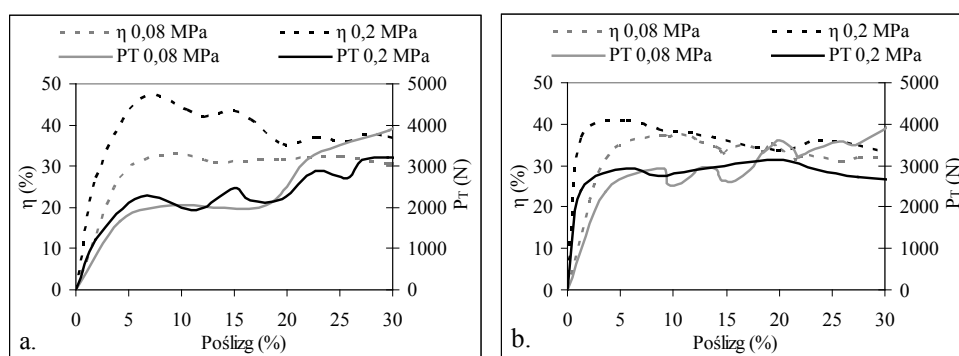 η 0,08 MPa η 0,2 MPa
PT 0,08 MPa PT 0,2 MPa
50 5000
40 4000
30 3000
20 2000
10 1000
0 0
η (%)
PT (N)
0 5 10 15 20 25 30
Poślizg (%)
a.
η 0,08 MPa η 0,2 MPa
PT 0,08 MPa PT 0,2 MPa
50 5000
40 4000
30 3000
20 2000
10 1000
0 0
η (%)
PT (N)
0 5 10 15 20 25 30
Poślizg (%)
b.